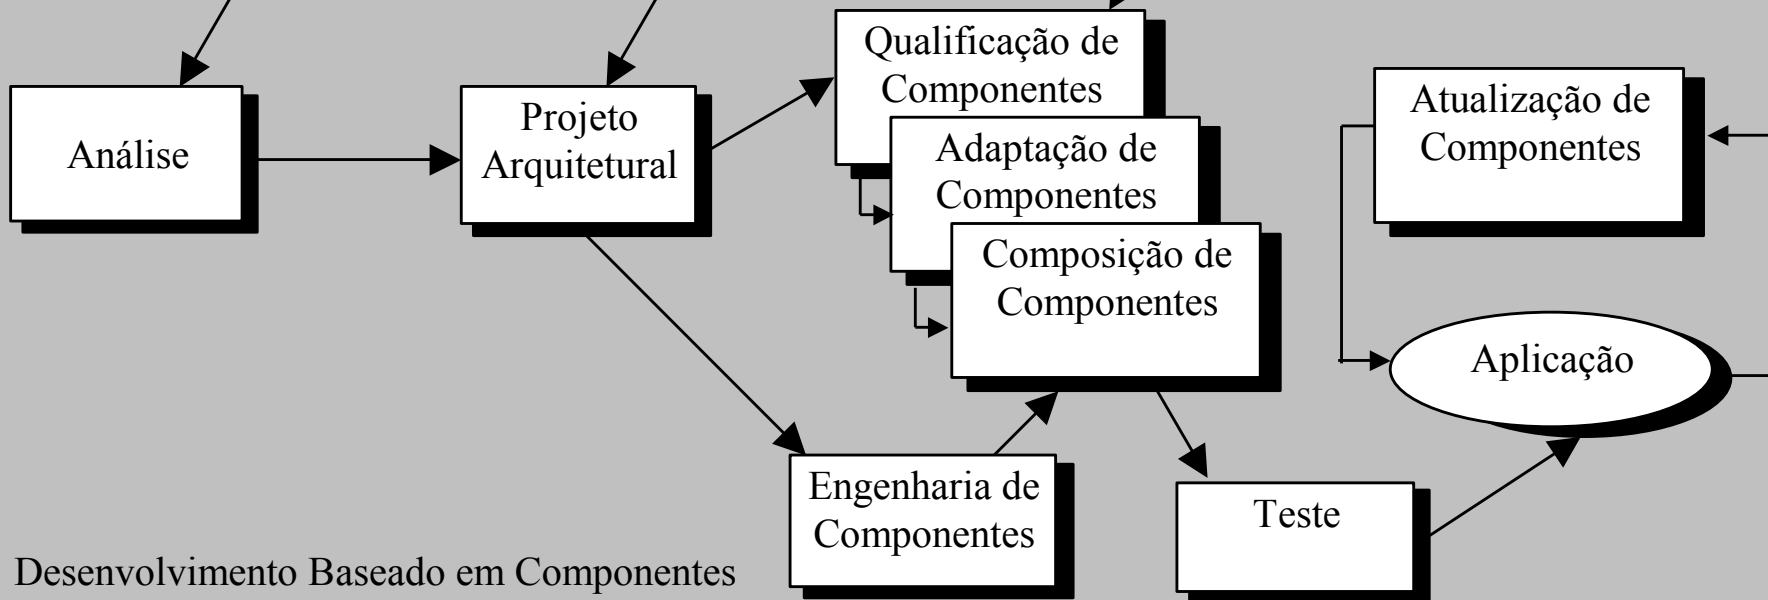 Análise
Projeto
Arquitetural
Qualificação de
Componentes
Adaptação de
Componentes
Composição de
Componentes
Engenharia de
Componentes
Teste
Atualização de
Componentes
Aplicação
Desenvolvimento Baseado em Componentes